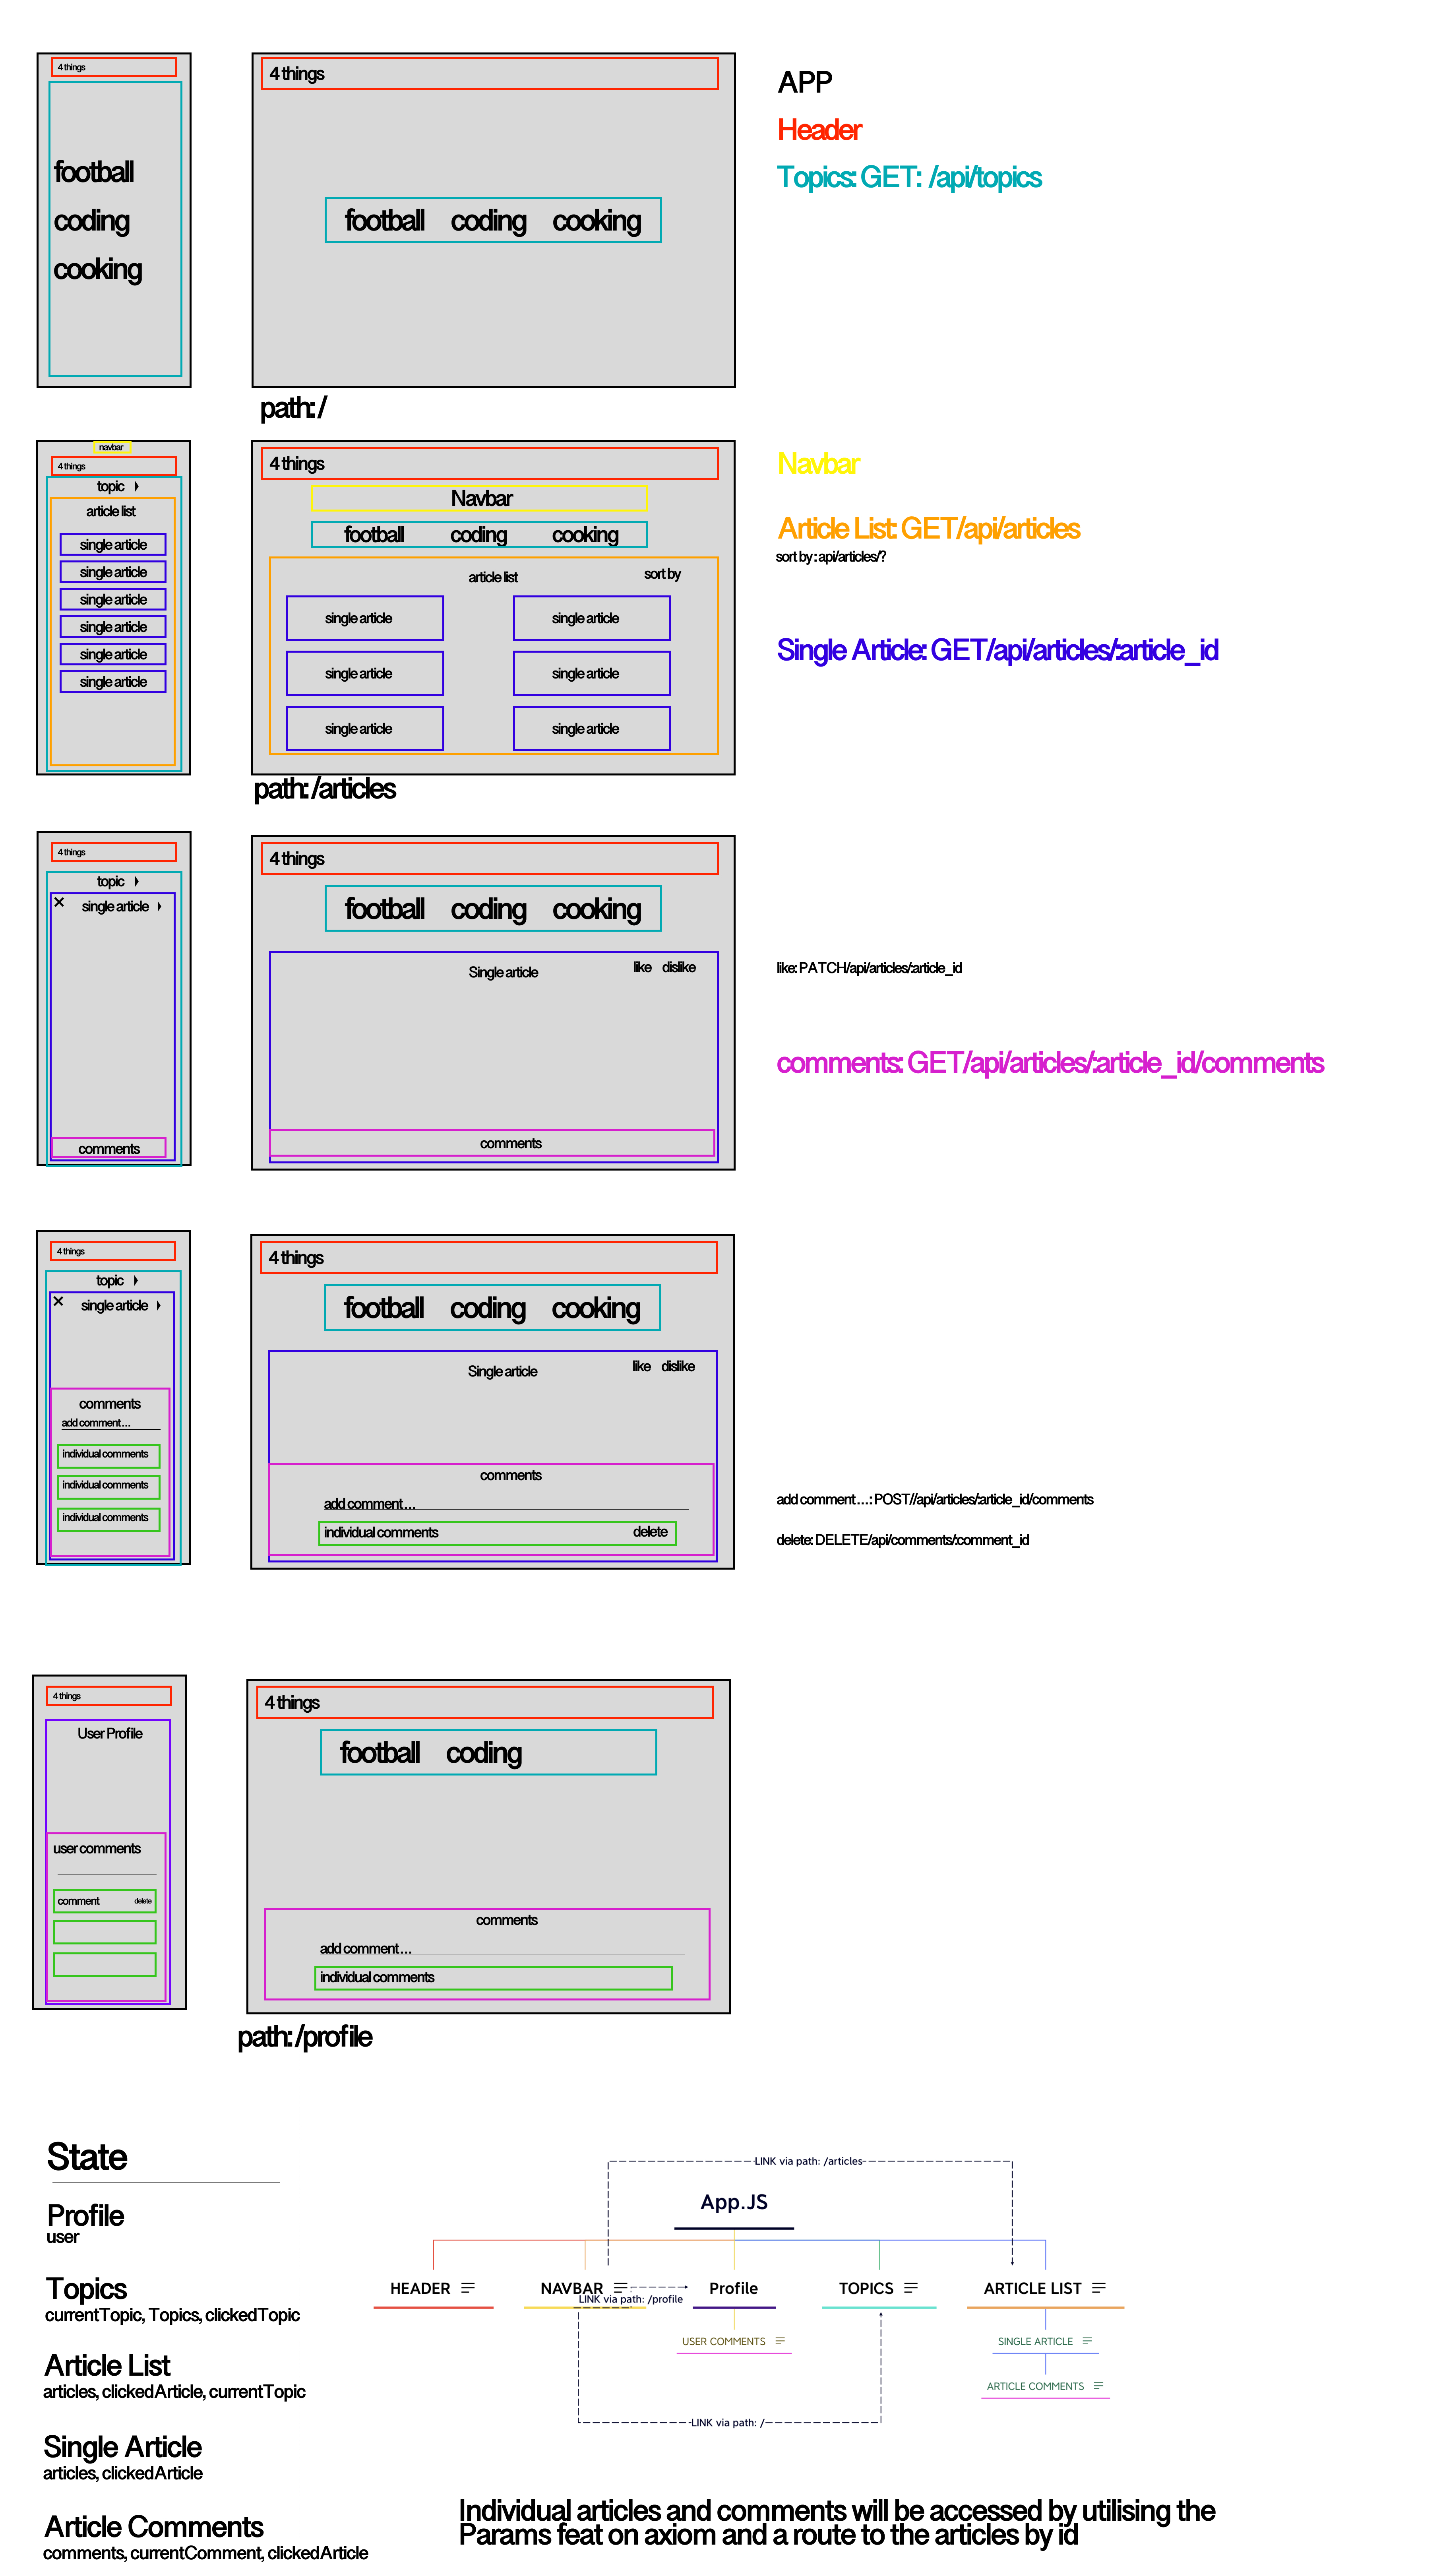 4 things
football
coding
cooking
4 things
football coding cooking
path: /
APP
Header
Topics: GET: /api/topics
navbar
4 things
topic
article list
single article
single article
single article
single article
single article
single article
4 things
Navbar
football coding cooking
article list sort by
single article single article
single article single article
single article single article
path: /articles
Navbar
Article List: GET/api/articles
sort by : api/articles/?
Single Article: GET/api/articles/:article_id
4 things
topic
× single article
comments
4 things
football coding cooking
Single article like dislike
comments
like: PATCH/api/articles/:article_id
comments: GET/api/articles/:article_id/comments
4 things
topic
× single article
comments
add comment...
individual comments
individual comments
individual comments
4 things
football coding cooking
Single article like dislike
comments
add comment...
individual comments delete
add comment...: POST//api/articles/:article_id/comments
delete: DELETE/api/comments/:comment_id
4 things
User Profile
user comments
comment delete
4 things
football coding
comments
add comment...
individual comments
path: /profile
State
Profile
user
Topics
currentTopic, Topics, clickedTopic
Article List
articles, clickedArticle, currentTopic
Single Article
articles, clickedArticle
Article Comments
comments, currentComment, clickedArticle
LINK via path: /articles
App.JS
HEADER NAVBAR Profile TOPICS ARTICLE LIST
LINK via path: /profile
USER COMMENTS SINGLE ARTICLE
ARTICLE COMMENTS
LINK via path: /
Individual articles and comments will be accessed by utilising the
Params feat on axiom and a route to the articles by id